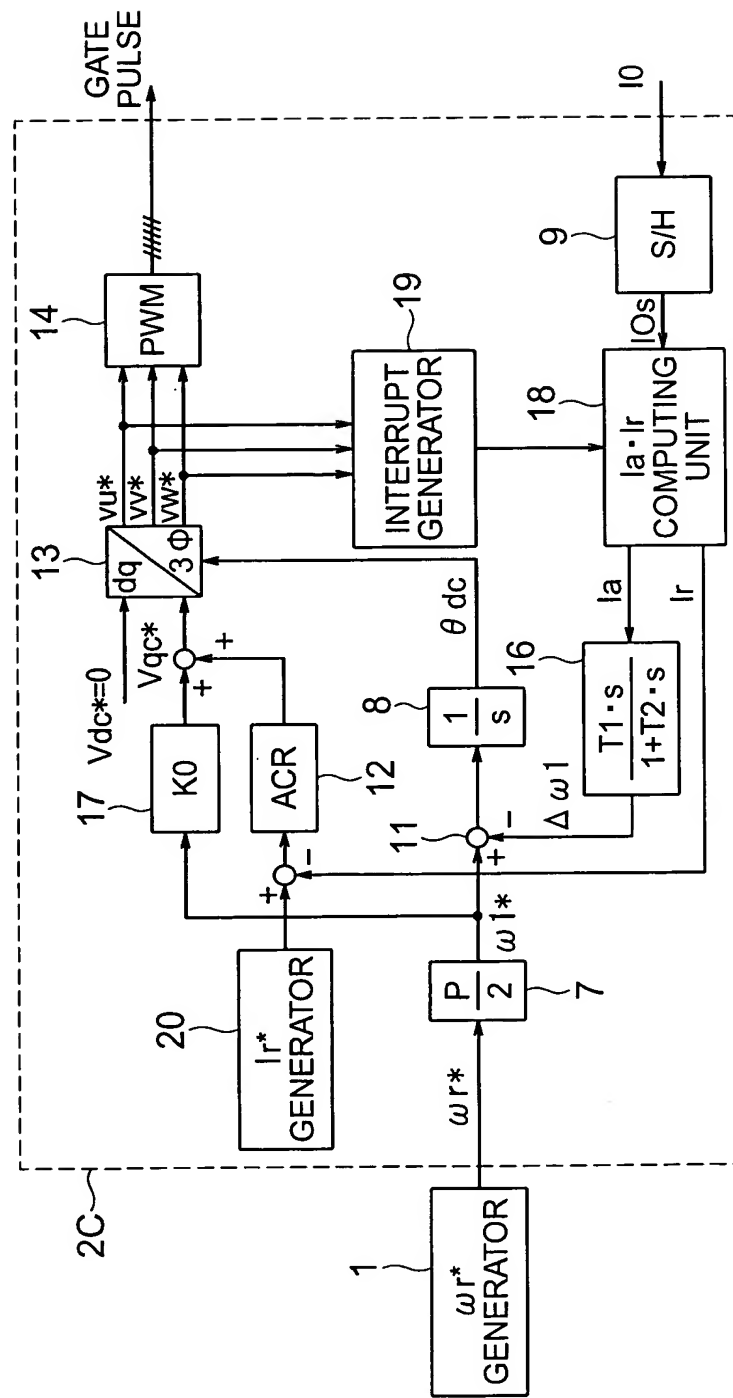 2C
1
ωr*
GENERATOR
ωr*
P
2
7
ω1*
20
Ir*
GENERATOR
17
K0
+
-
ACR
12
Vdc*=0
Vqc*
+
+
13
dq
3Φ
vu*
vv*
vw*
14
PWM
GATE
PULSE
19
INTERRUPT
GENERATOR
11
+
-
8
1
s
θdc
Δω1
16
T1·s
1+T2·s
Ia
Ir
18
Ia·Ir
COMPUTING
UNIT
IOs
9
S/H
IO